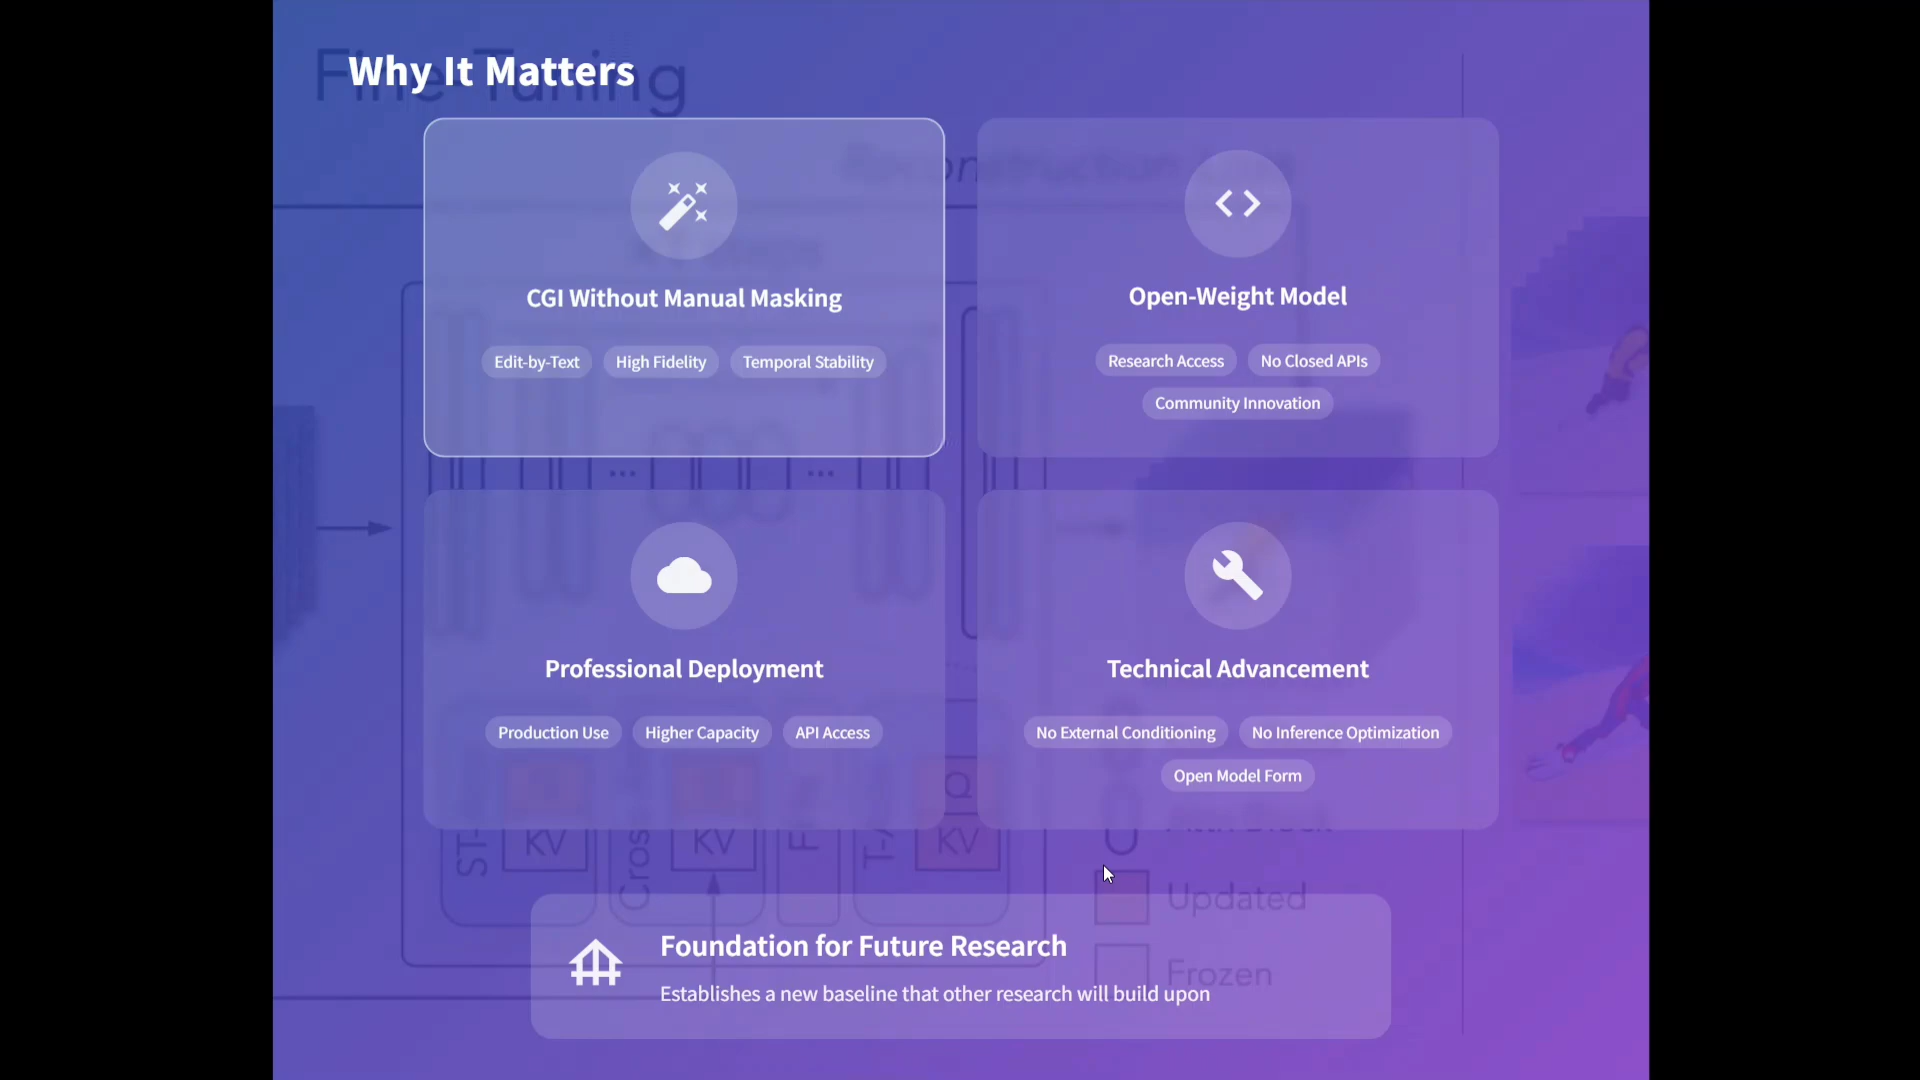 Fine-Tuning
Why It Matters
CGI Without Manual Masking
Edit-by-Text
High Fidelity
Temporal Stability
Open-Weight Model
Research Access
No Closed APIs
Community Innovation
Professional Deployment
Production Use
Higher Capacity
API Access
Technical Advancement
No External Conditioning
No Inference Optimization
Open Model Form
Q
KV
KV
KV
Updated
Frozen
Foundation for Future Research
Establishes a new baseline that other research will build upon